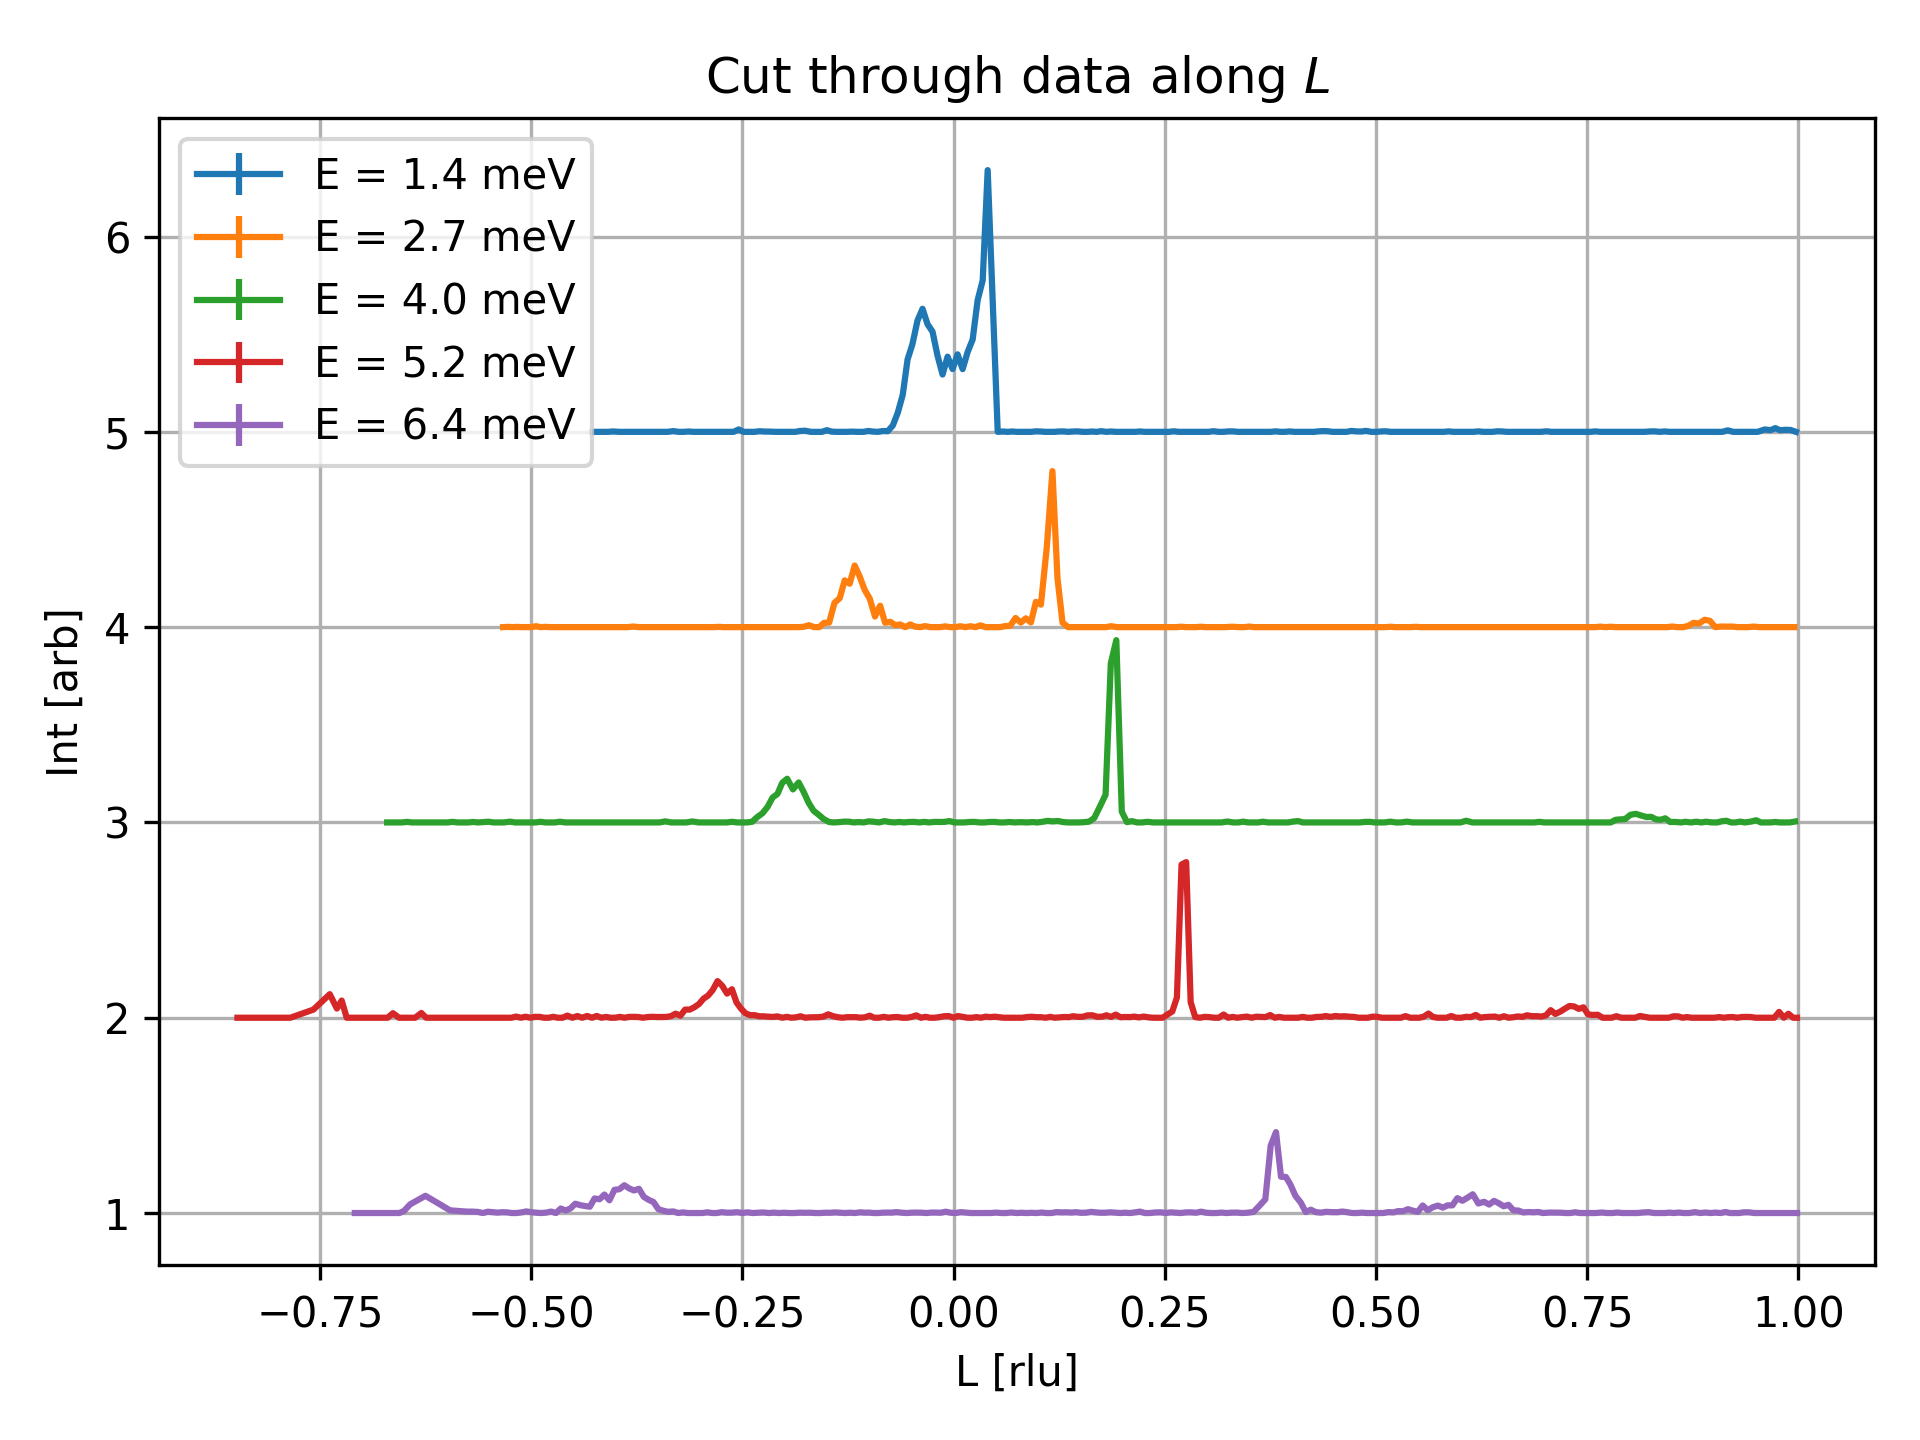 Cut through data along L
E = 1.4 meV
E = 2.7 meV
E = 4.0 meV
E = 5.2 meV
E = 6.4 meV
Int [arb]
6
5
4
3
2
1
−0.75 −0.50 −0.25 0.00 0.25 0.50 0.75 1.00
L [rlu]